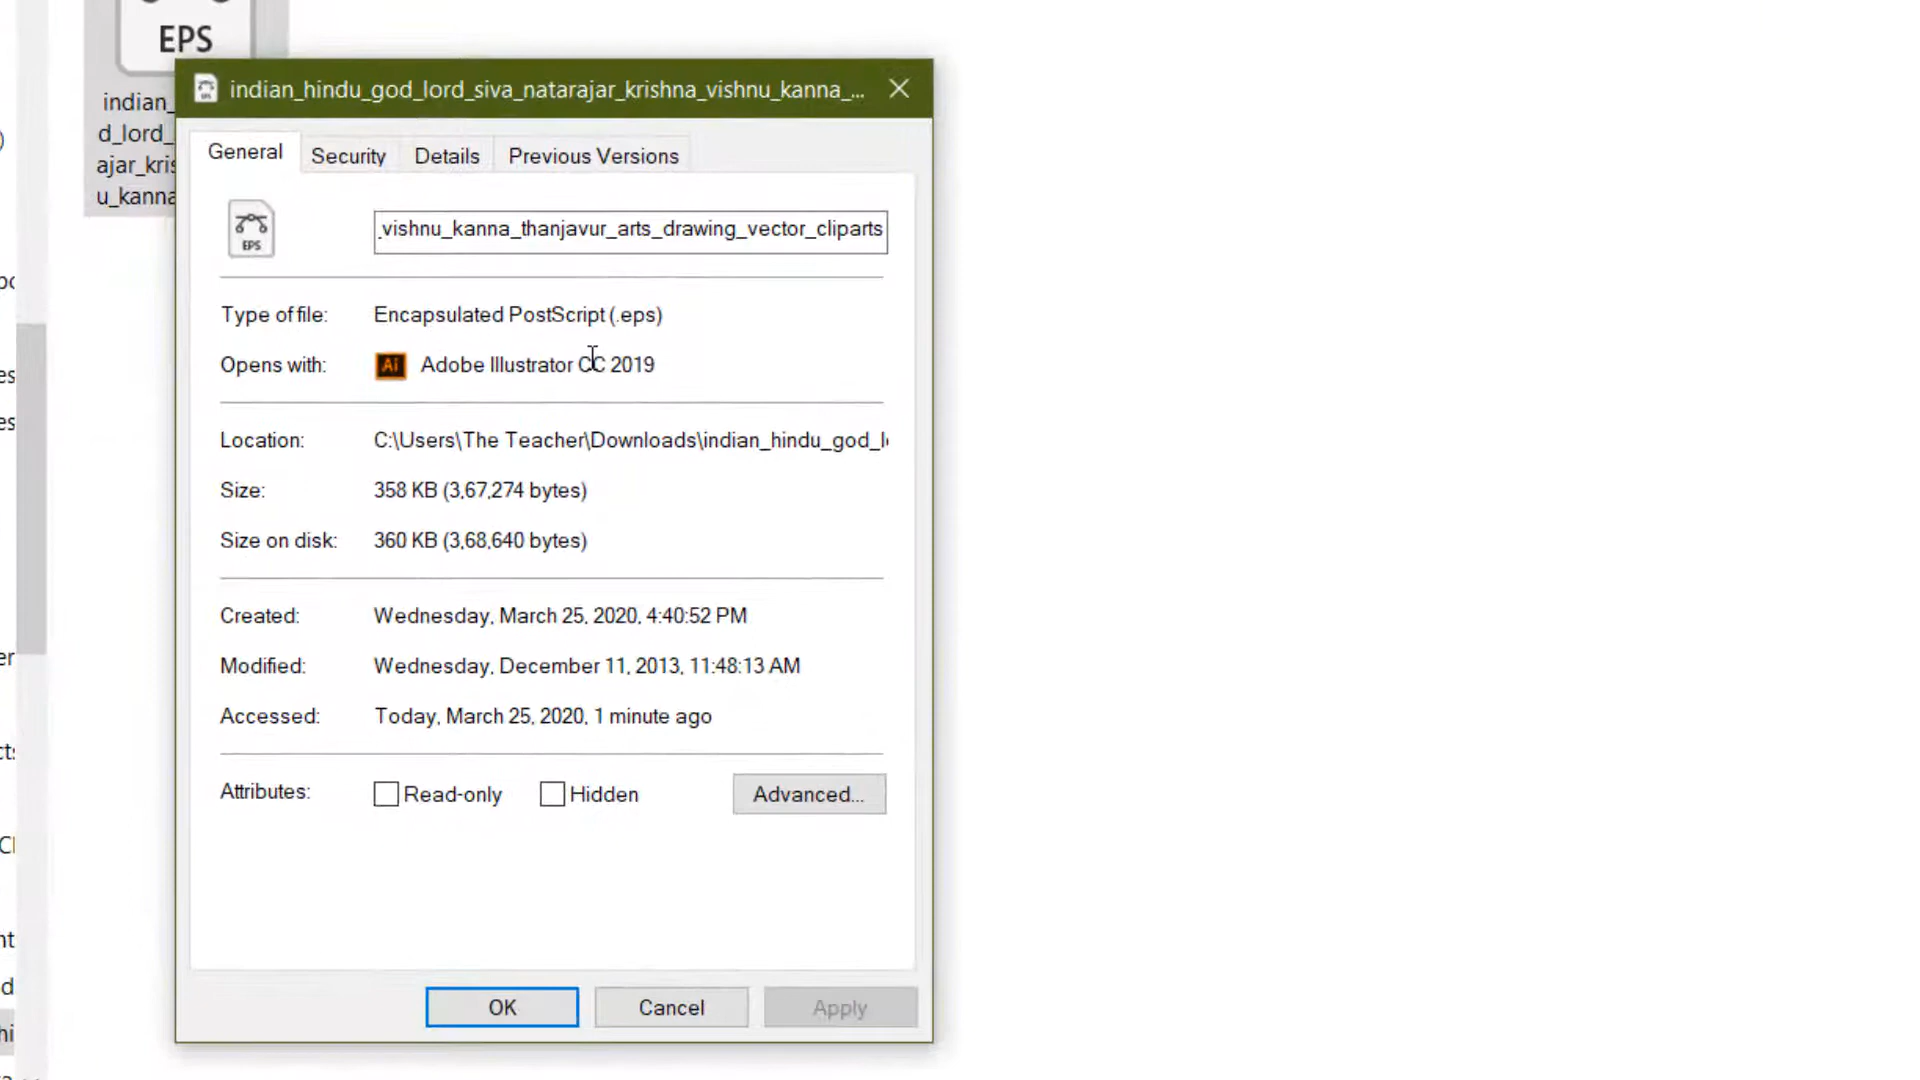 EPS
indian_
d_lord_
ajar_kris
u_kanna
indian_hindu_god_lord_siva_natarajar_krishna_vishnu_kanna_...
General
Security
Details
Previous Versions
EPS
_vishnu_kanna_thanjavur_arts_drawing_vector_cliparts
Type of file:
Encapsulated PostScript (.eps)
Opens with:
Ai
Adobe Illustrator CC 2019
Location:
C:\Users\The Teacher\Downloads\indian_hindu_god_l
Size:
358 KB (3,67,274 bytes)
Size on disk:
360 KB (3,68,640 bytes)
Created:
Wednesday, March 25, 2020, 4:40:52 PM
Modified:
Wednesday, December 11, 2013, 11:48:13 AM
Accessed:
Today, March 25, 2020, 1 minute ago
Attributes:
Read-only
Hidden
Advanced...
OK
Cancel
Apply